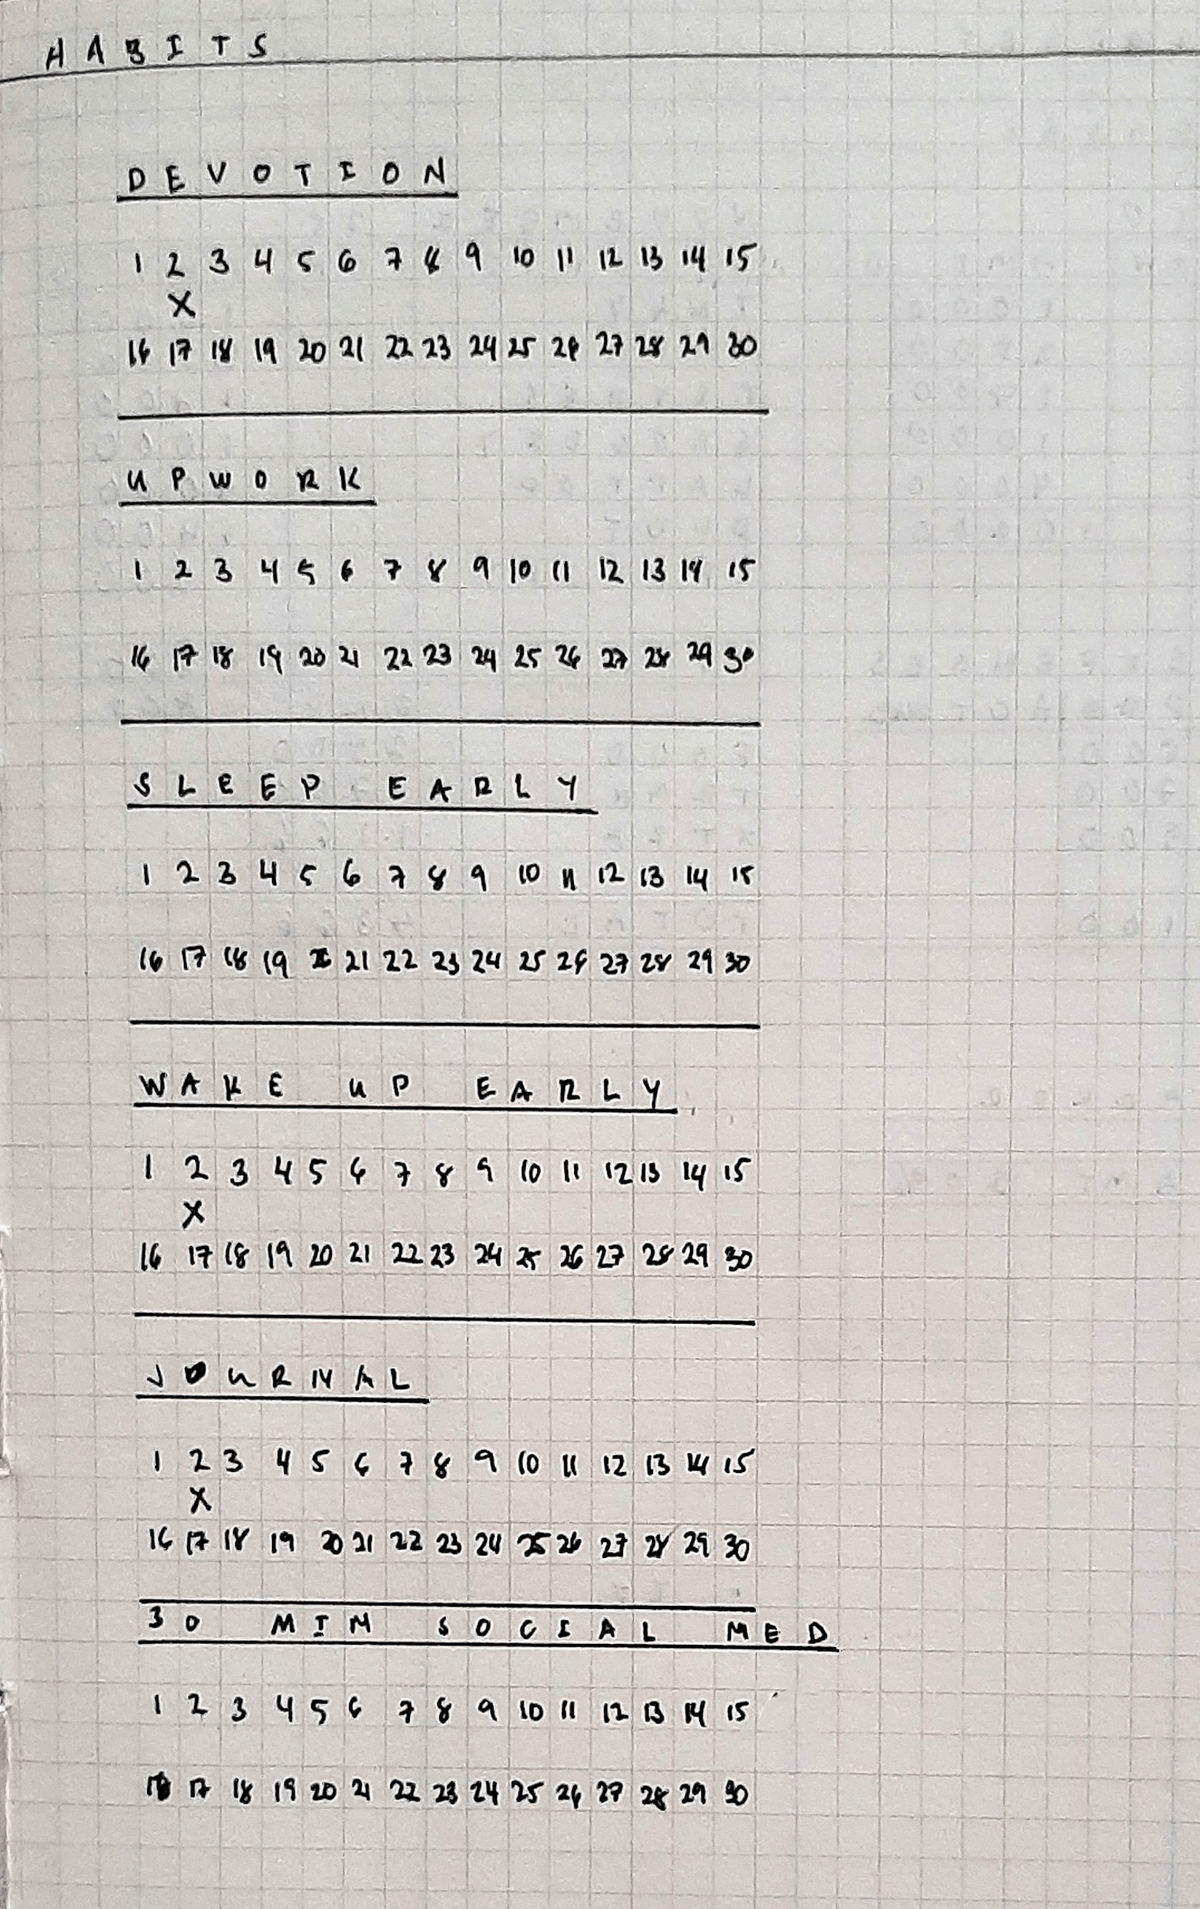 HABITS
DEVOTION
1 2 3 4 5 6 7 8 9 10 11 12 13 14 15
X
16 17 18 19 20 21 22 23 24 25 26 27 28 29 30
UPWORK
1 2 3 4 5 6 7 8 9 10 11 12 13 14 15
16 17 18 19 20 21 22 23 24 25 26 27 28 29 30
SLEEP EARLY
1 2 3 4 5 6 7 8 9 10 11 12 13 14 15
16 17 18 19 20 21 22 23 24 25 26 27 28 29 30
WAKE UP EARLY
1 2 3 4 5 6 7 8 9 10 11 12 13 14 15
X
16 17 18 19 20 21 22 23 24 25 26 27 28 29 30
JOURNAL
1 2 3 4 5 6 7 8 9 10 11 12 13 14 15
X
16 17 18 19 20 21 22 23 24 25 26 27 28 29 30
30 MIN SOCIAL MED
1 2 3 4 5 6 7 8 9 10 11 12 13 14 15
16 17 18 19 20 21 22 23 24 25 26 27 28 29 30